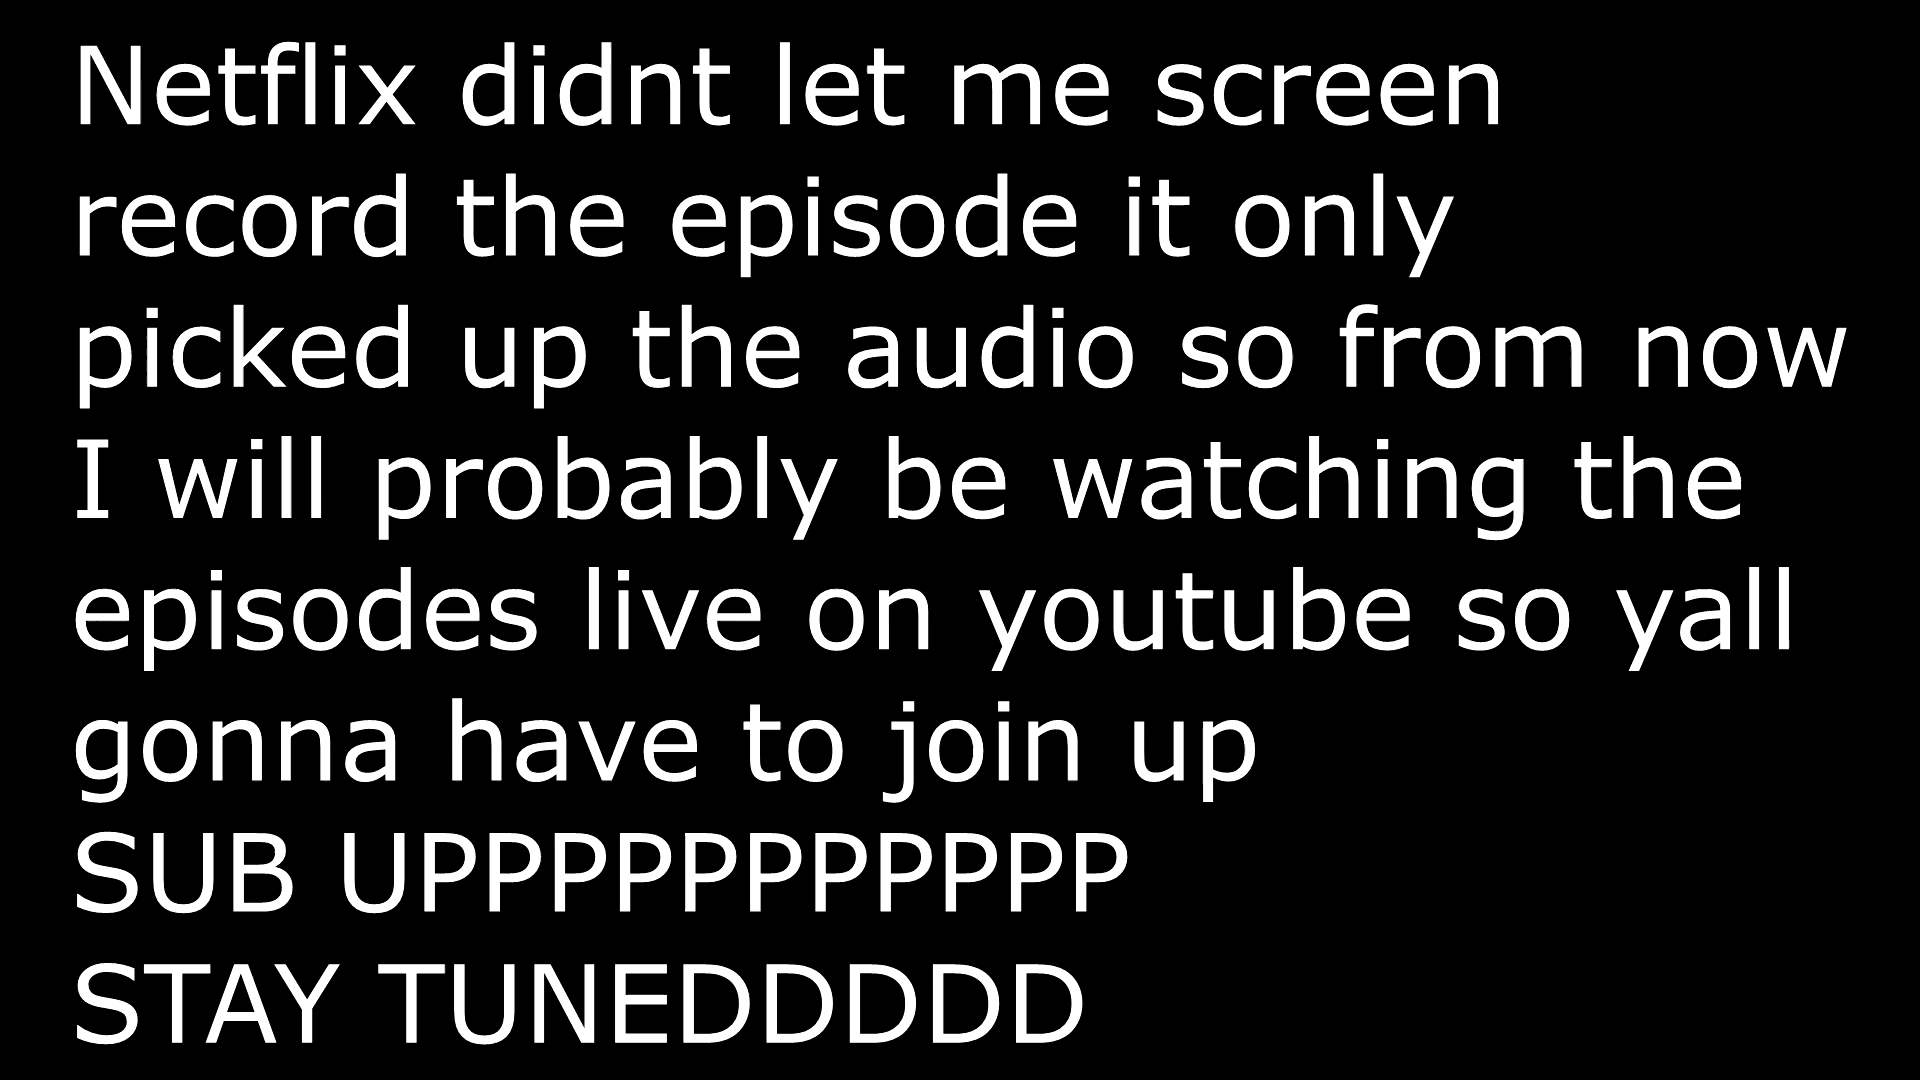 Netflix didnt let me screen
record the episode it only
picked up the audio so from now
I will probably be watching the
episodes live on youtube so yall
gonna have to join up
SUB UPPPPPPPPPPP
STAY TUNEDDDDD